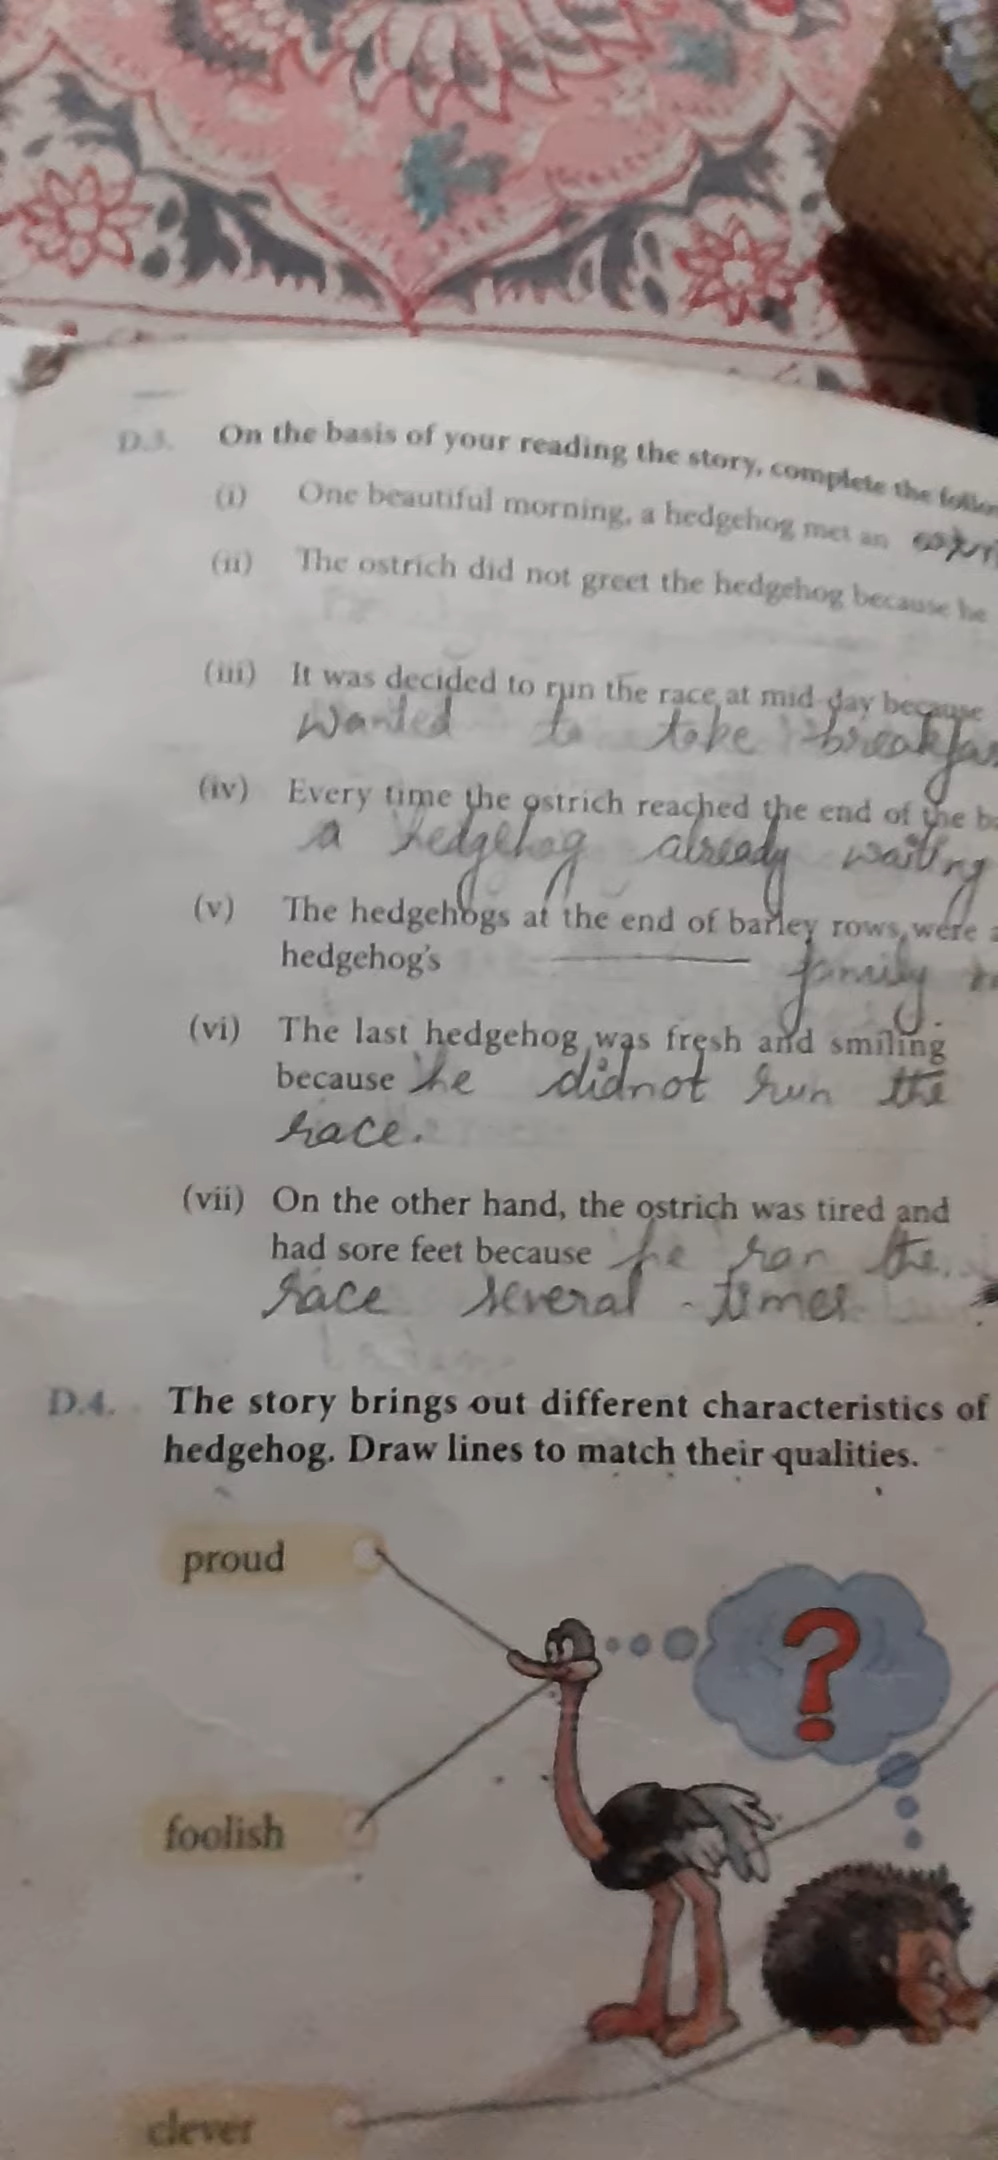 D.3. On the basis of your reading the story, complete the
(i) One beautiful morning, a hedgehog met an
(ii) The ostrich did not greet the hedgehog because he
(iii) It was decided to run the race at mid-day because
wanted to take
(iv) Every time the ostrich reached the end of the
a hedgehog already waiting
(v) The hedgehogs at the end of barley rows, were
hedgehog's family
(vi) The last hedgehog was fresh and smiling
because he didnot run the
race.
(vii) On the other hand, the ostrich was tired and
had sore feet because he ran the
race several times
D.4. The story brings out different characteristics of
hedgehog. Draw lines to match their qualities.
proud
?
foolish
clever